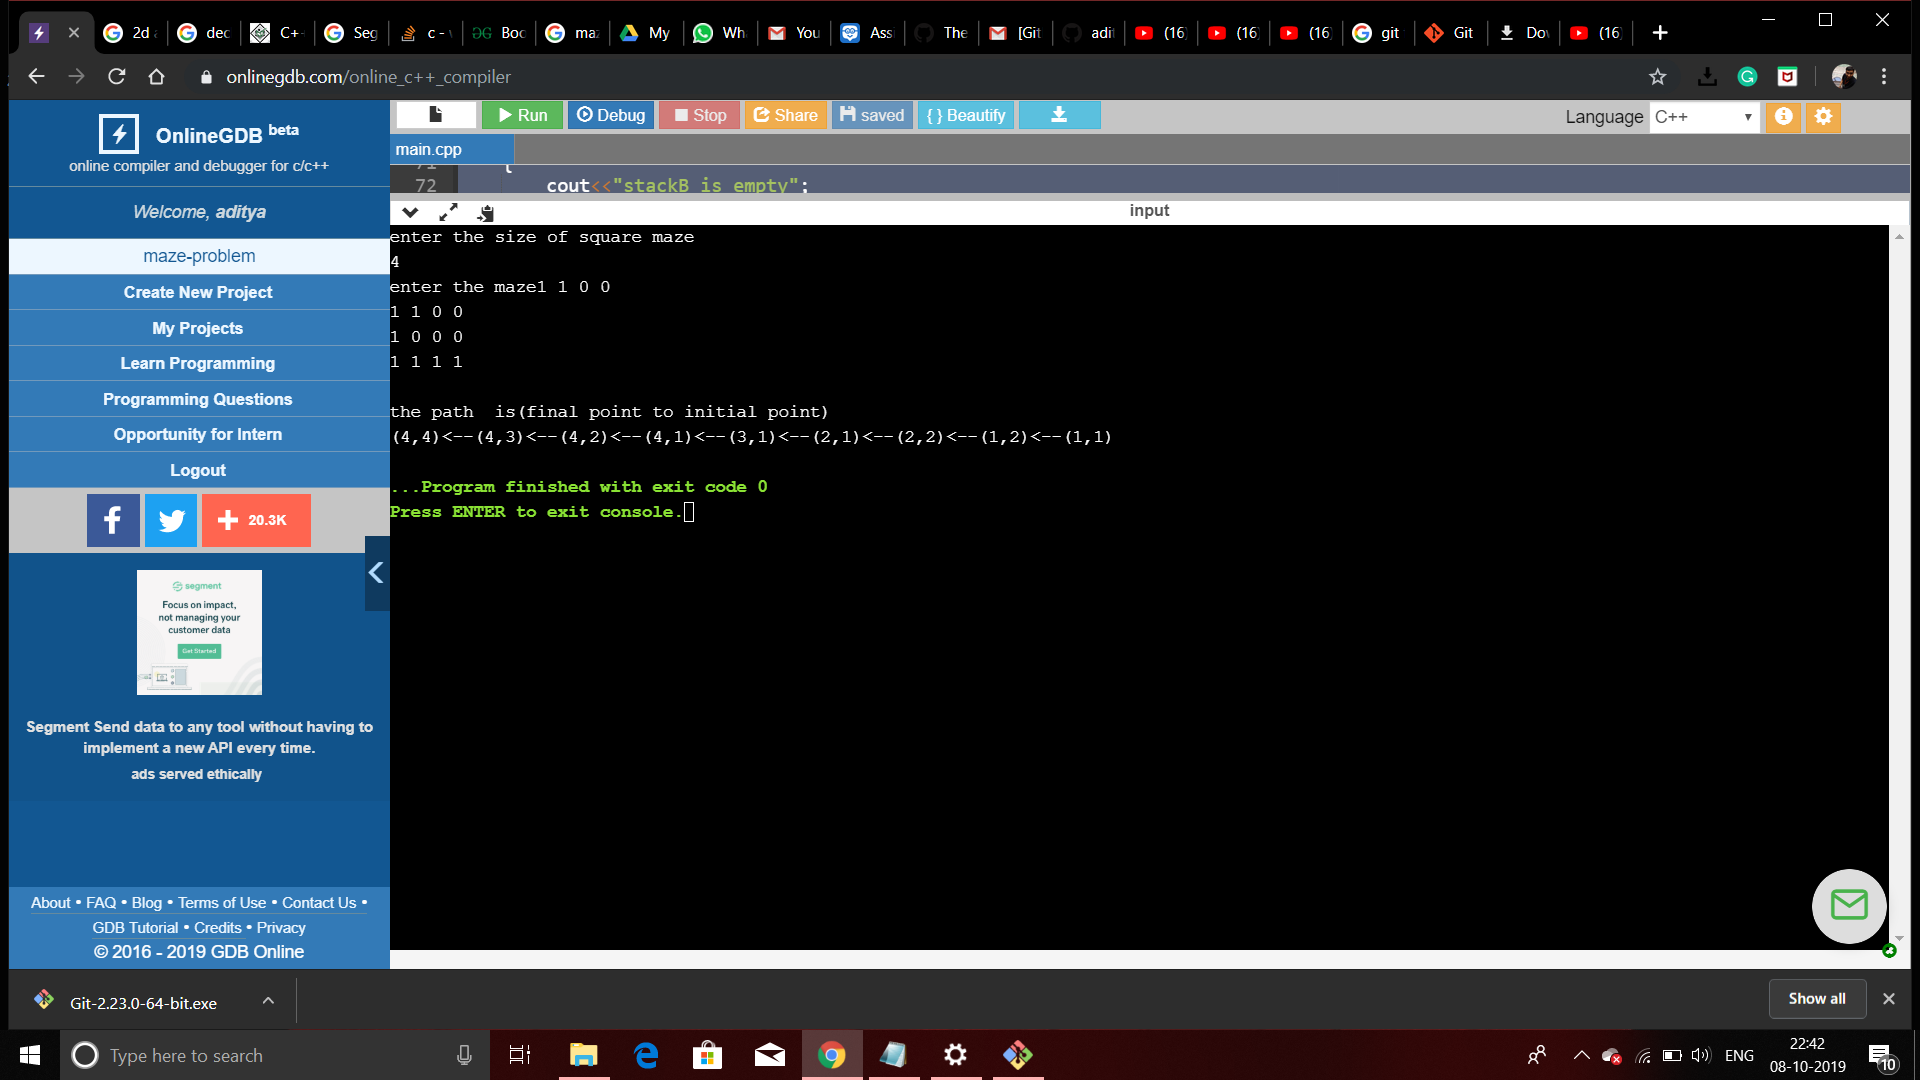 2d
dec
C+
Seg
c -
Boo
ma
My
Wh
You
Ass
The
[Git
adi
(16
(16
(16
git
Git
Do
(16
onlinegdb.com/online_c++_compiler
OnlineGDB beta
online compiler and debugger for c/c++
Welcome, aditya
maze-problem
Create New Project
My Projects
Learn Programming
Programming Questions
Opportunity for Intern
Logout
20.3K
segment
Focus on impact,
not managing your
customer data
Get Started
Segment Send data to any tool without having to
implement a new API every time.
ads served ethically
About • FAQ • Blog • Terms of Use • Contact Us •
GDB Tutorial • Credits • Privacy
© 2016 - 2019 GDB Online
Run Debug Stop Share saved { } Beautify
Language C++
main.cpp
71 {
72 cout<<"stackB is empty";
input
enter the size of square maze
4
enter the maze1 1 0 0
1 1 0 0
1 0 0 0
1 1 1 1
the path  is(final point to initial point)
(4,4)<--(4,3)<--(4,2)<--(4,1)<--(3,1)<--(2,1)<--(2,2)<--(1,2)<--(1,1)
...Program finished with exit code 0
Press ENTER to exit console.
Git-2.23.0-64-bit.exe
Show all
Type here to search
ENG
22:42
08-10-2019
10